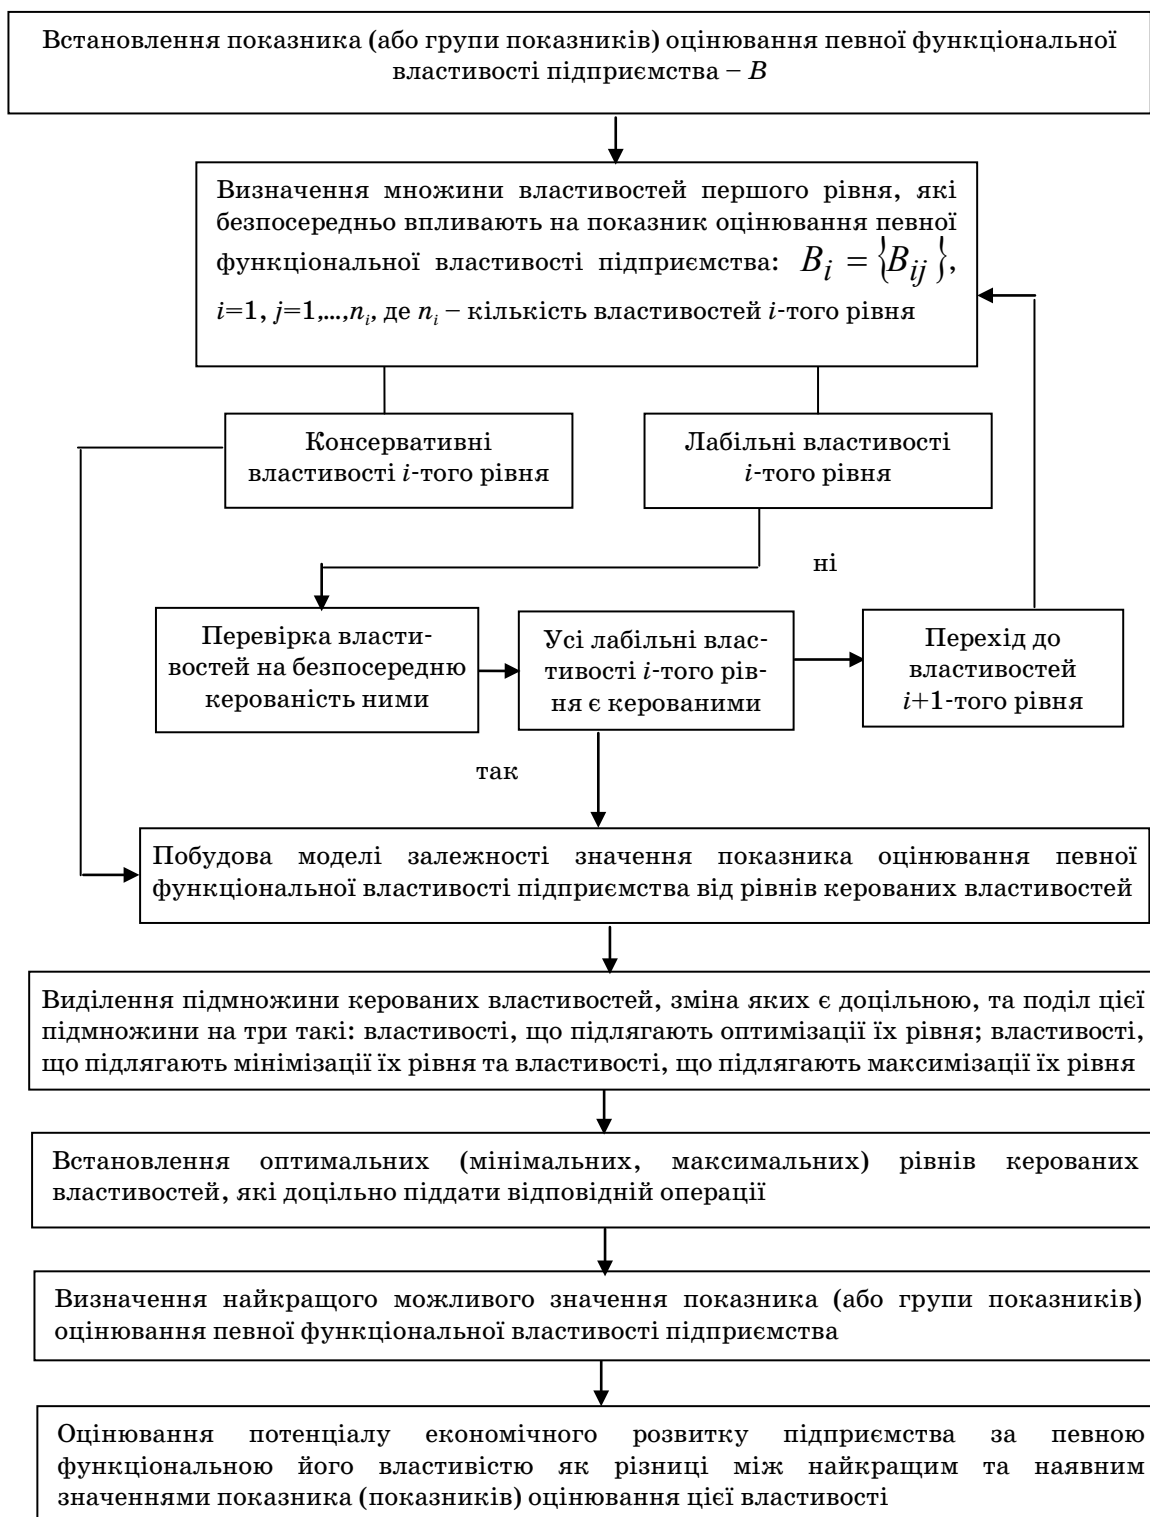 Встановлення показника (або групи показників) оцінювання певної функціональної
властивості підприємства – B
Визначення множини властивостей першого рівня, які
безпосередньо впливають на показник оцінювання певної
функціональної властивості підприємства: B_i = {B_ij},
i=1, j=1,...,n_i, де n_i – кількість властивостей i-того рівня
Консервативні
властивості i-того рівня
Лабільні властивості
i-того рівня
ні
Перевірка власти-
востей на безпосередню
керованість ними
Усі лабільні влас-
тивості i-того рів-
ня є керованими
Перехід до
властивостей
i+1-того рівня
так
Побудова моделі залежності значення показника оцінювання певної
функціональної властивості підприємства від рівнів керованих властивостей
Виділення підмножини керованих властивостей, зміна яких є доцільною, та поділ цієї
підмножини на три такі: властивості, що підлягають оптимізації їх рівня; властивості,
що підлягають мінімізації їх рівня та властивості, що підлягають максимізації їх рівня
Встановлення оптимальних (мінімальних, максимальних) рівнів керованих
властивостей, які доцільно піддати відповідній операції
Визначення найкращого можливого значення показника (або групи показників)
оцінювання певної функціональної властивості підприємства
Оцінювання потенціалу економічного розвитку підприємства за певною
функціональною його властивістю як різниці між найкращим та наявним
значеннями показника (показників) оцінювання цієї властивості